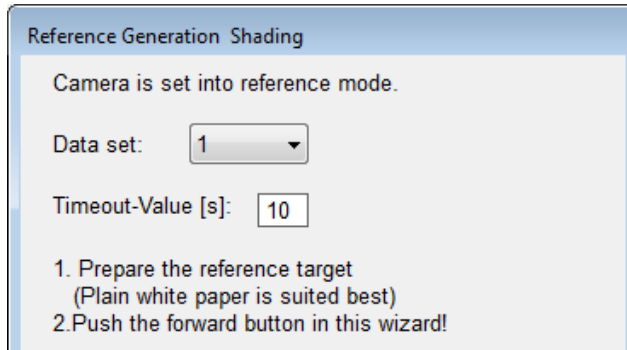 Reference Generation Shading
Camera is set into reference mode.
Data set: 1
Timeout-Value [s]: 10
1. Prepare the reference target
(Plain white paper is suited best)
2.Push the forward button in this wizard!